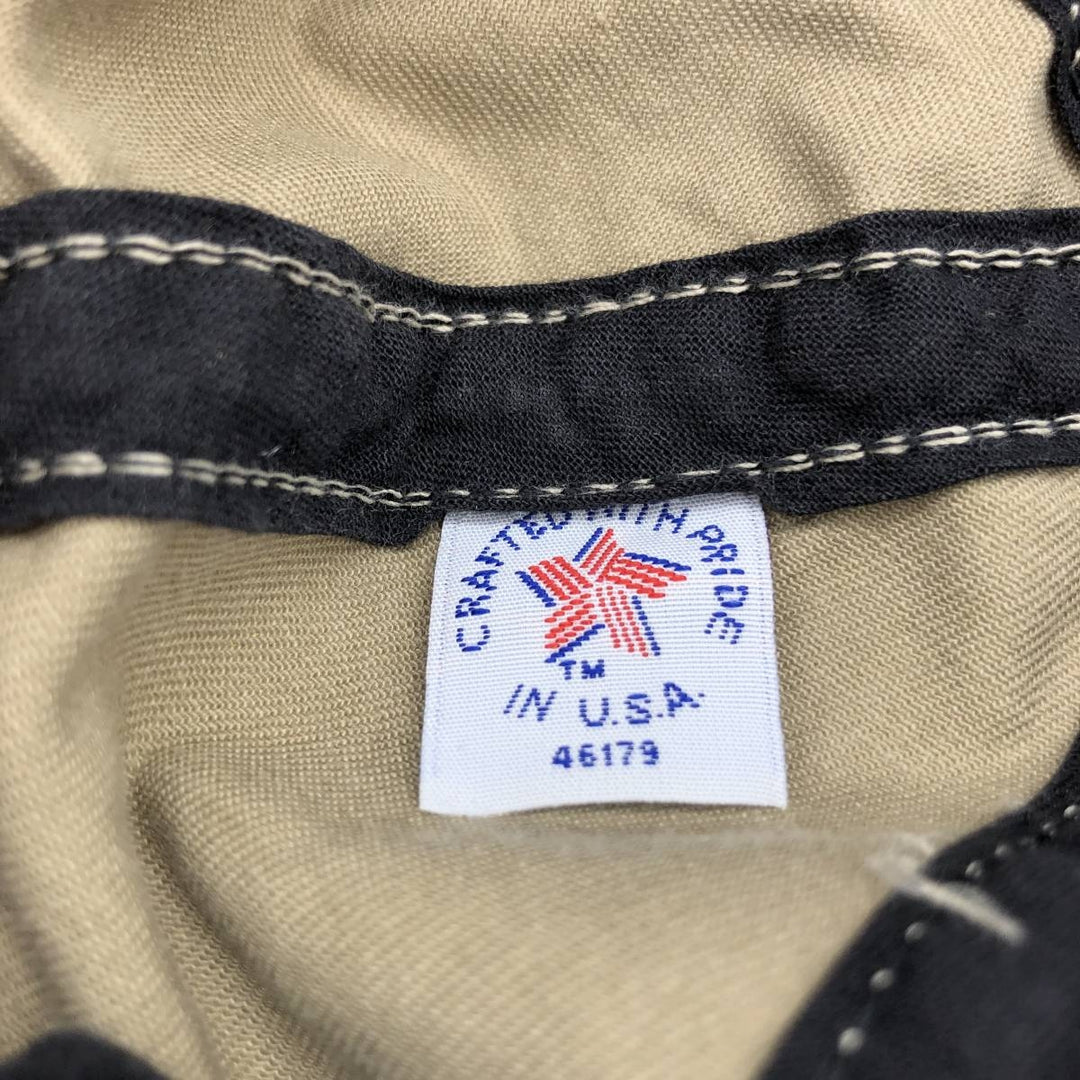 CRAFTED WITH PRIDE
TM
IN U.S.A.
46179